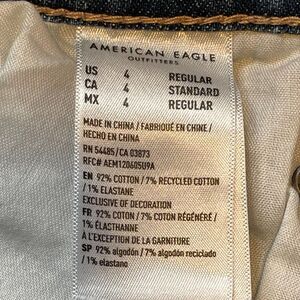 AMERICAN EAGLE
OUTFITTERS
US 4 REGULAR
CA 4 STANDARD
MX 4 REGULAR
MADE IN CHINA / FABRIQUÉ EN CHINE /
HECHO EN CHINA
RN 54485/CA 03873
RFC# AEM120605U9A
EN 92% COTTON / 7% RECYCLED COTTON
/ 1% ELASTANE
EXCLUSIVE OF DECORATION
FR 92% COTON / 7% COTON RÉGÉNÉRÉ /
1% ÉLASTHANNE
À L'EXCEPTION DE LA GARNITURE
SP 92% algodón / 7% algodón reciclado
/ 1% elastano